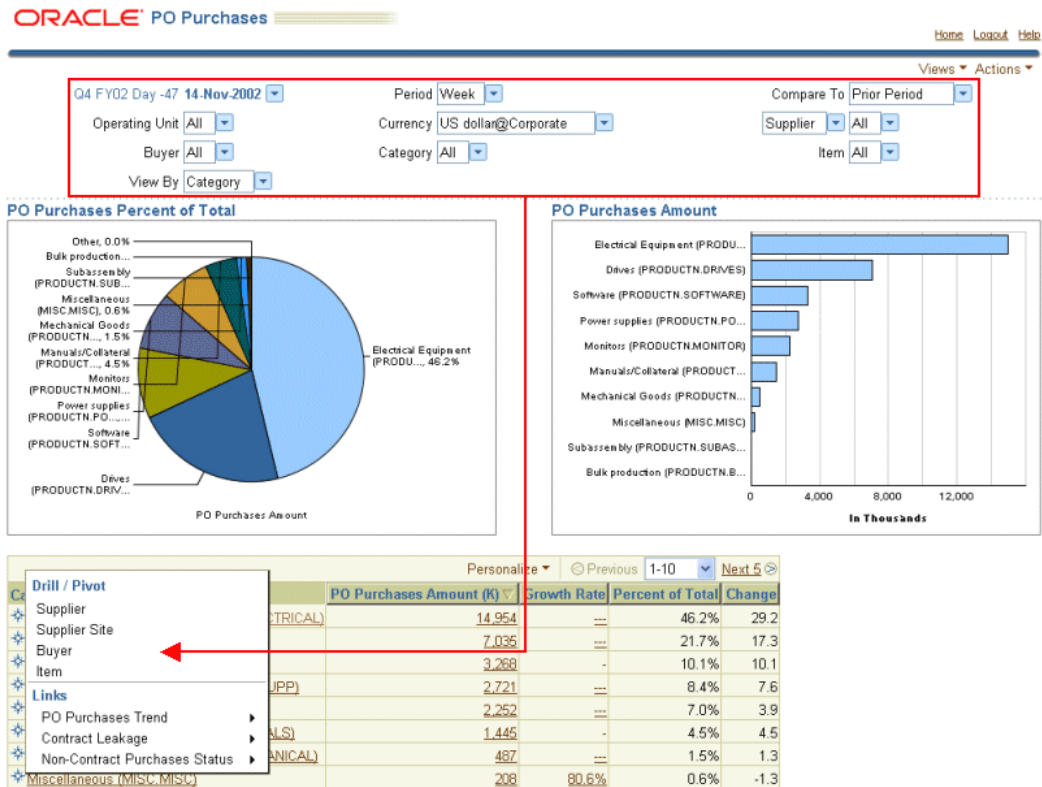 ORACLE PO Purchases
Home Logout Help
Views Actions
Q4 FY02 Day -47 14-Nov-2002 Period Week Compare To Prior Period
Operating Unit All Currency US dollar@Corporate Supplier All
Buyer All Category All Item All
View By Category
PO Purchases Percent of Total
Other, 0.0%
Bulk production...
Subassembly
(PRODUCTN.SUB...
Miscellaneous
(MISC.MISC), 0.6%
Mechanical Goods
(PRODUCTN..., 1.5%
Manuals/Collateral
(PRODUCT..., 4.5%
Monitors
(PRODUCTN.MONI...
Power supplies
(PRODUCTN.PO...,...
Software
(PRODUCTN.SOFT...
Drives
(PRODUCTN.DRIV...
Electrical Equipment
(PRODU..., 46.2%
PO Purchases Amount
PO Purchases Amount
Electrical Equipment (PRODU...
Drives (PRODUCTN.DRIVES)
Software (PRODUCTN.SOFTWARE)
Power supplies (PRODUCTN.PO...
Monitors (PRODUCTN.MONITOR)
Manuals/Collateral (PRODUCT...
Mechanical Goods (PRODUCTN...
Miscellaneous (MISC.MISC)
Subassembly (PRODUCTN.SUBAS...
Bulk production (PRODUCTN.B...
0 4,000 8,000 12,000
In Thousands
Personalize Previous 1-10 Next 5
Ca PO Purchases Amount (K) Growth Rate Percent of Total Change
TRICAL) 14,954 --- 46.2% 29.2
7,035 --- 21.7% 17.3
3,268 - 10.1% 10.1
UPP) 2,721 --- 8.4% 7.6
2,252 --- 7.0% 3.9
ALS) 1,445 - 4.5% 4.5
ANICAL) 487 --- 1.5% 1.3
Miscellaneous (MISC.MISC) 208 80.6% 0.6% -1.3
Drill / Pivot
Supplier
Supplier Site
Buyer
Item
Links
PO Purchases Trend
Contract Leakage
Non-Contract Purchases Status